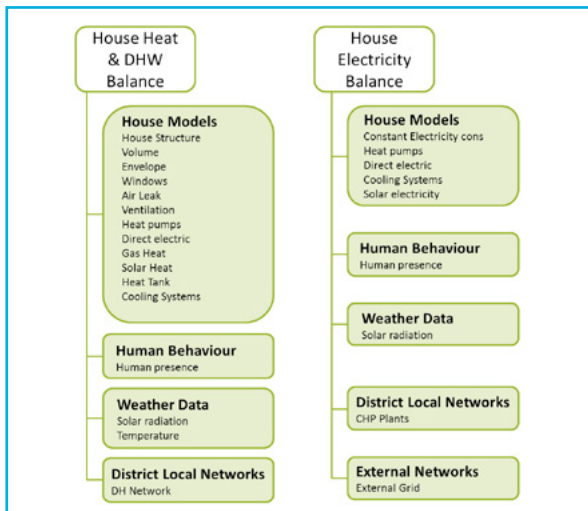 House Heat
& DHW
Balance
House Models
House Structure
Volume
Envelope
Windows
Air Leak
Ventilation
Heat pumps
Direct electric
Gas Heat
Solar Heat
Heat Tank
Cooling Systems
Human Behaviour
Human presence
Weather Data
Solar radiation
Temperature
District Local Networks
DH Network
House
Electricity
Balance
House Models
Constant Electricity cons
Heat pumps
Direct electric
Cooling Systems
Solar electricity
Human Behaviour
Human presence
Weather Data
Solar radiation
District Local Networks
CHP Plants
External Networks
External Grid